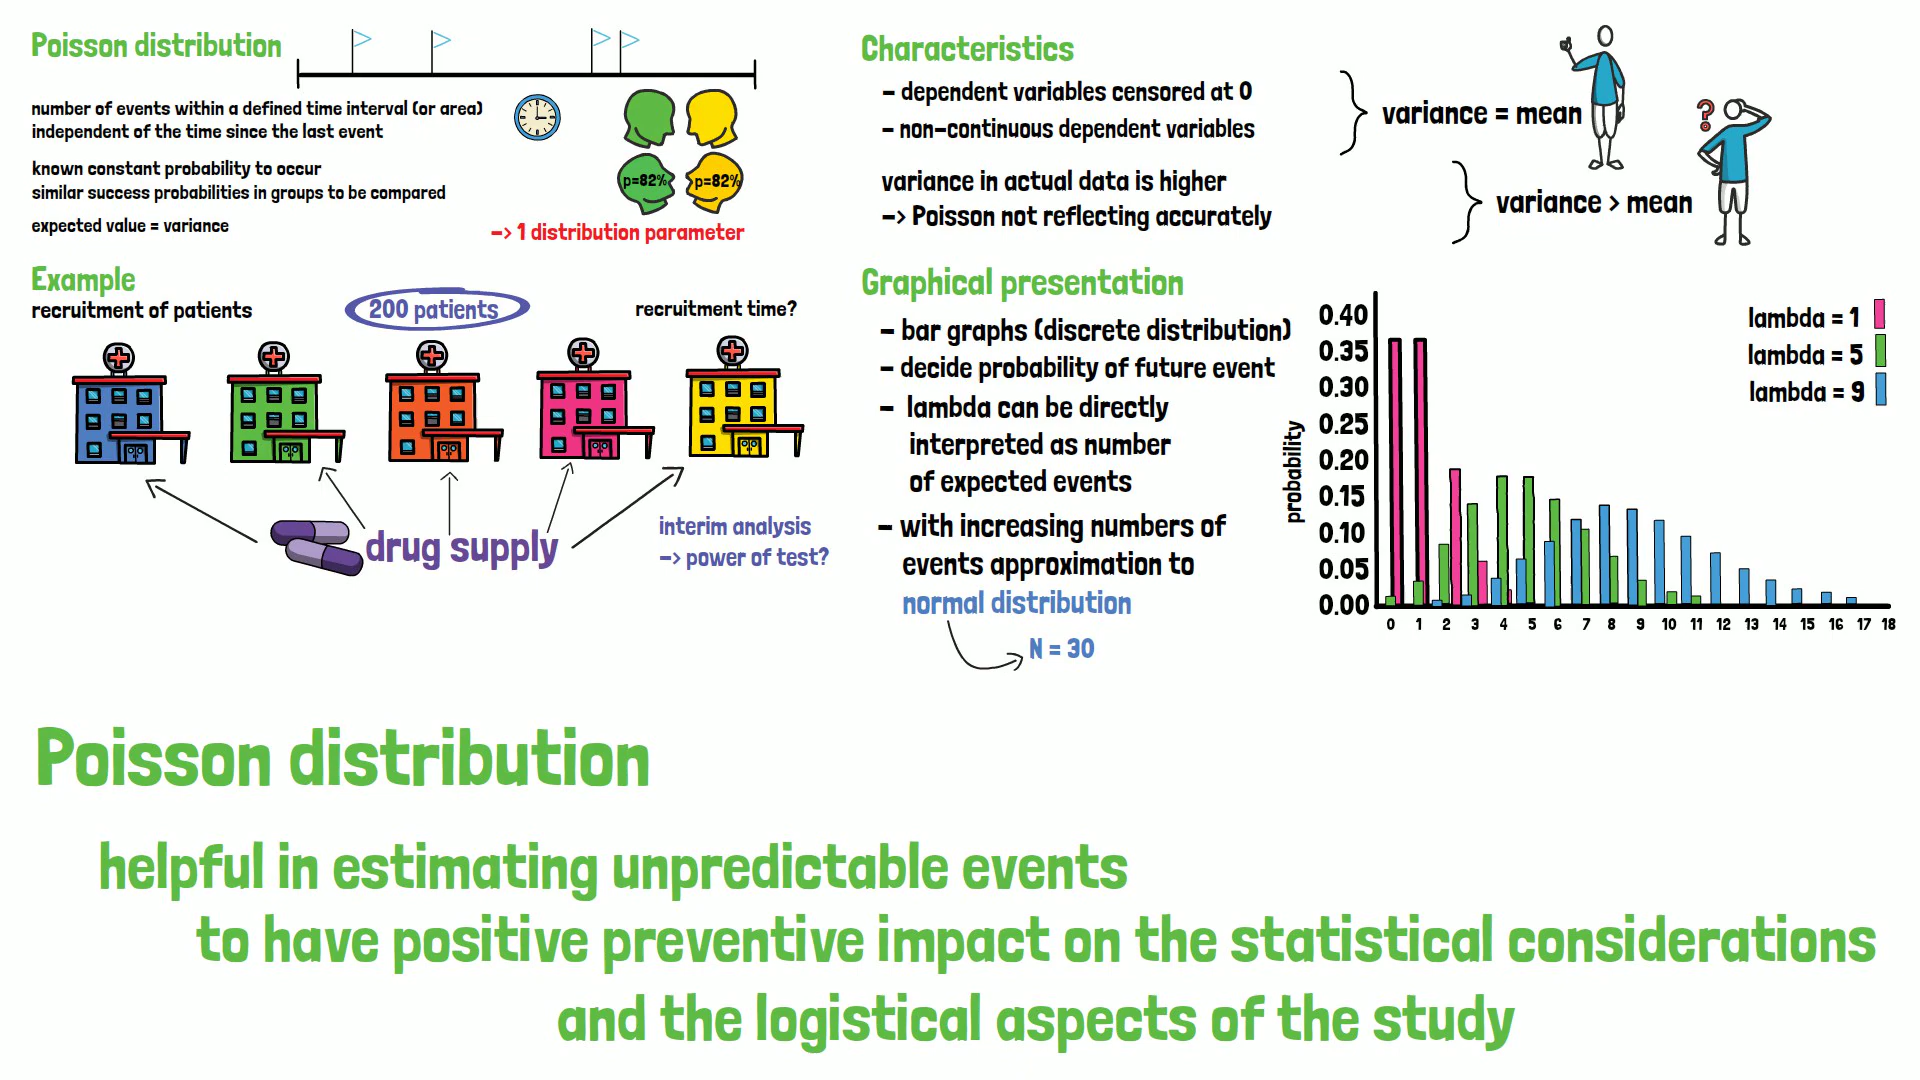 Poisson distribution
number of events within a defined time interval (or area)
independent of the time since the last event
known constant probability to occur
similar success probabilities in groups to be compared
p=82%
p=82%
expected value = variance
-> 1 distribution parameter
Example
recruitment of patients
200 patients
recruitment time?
drug supply
interim analysis
-> power of test?
Characteristics
- dependent variables censored at 0
- non-continuous dependent variables
variance = mean
?
variance in actual data is higher
-> Poisson not reflecting accurately
variance > mean
Graphical presentation
- bar graphs (discrete distribution)
- decide probability of future event
- lambda can be directly
interpreted as number
of expected events
- with increasing numbers of
events approximation to
normal distribution
N = 30
lambda = 1
lambda = 5
lambda = 9
probability
0.40
0.35
0.30
0.25
0.20
0.15
0.10
0.05
0.00
0 1 2 3 4 5 6 7 8 9 10 11 12 13 14 15 16 17 18
Poisson distribution
helpful in estimating unpredictable events
to have positive preventive impact on the statistical considerations
and the logistical aspects of the study